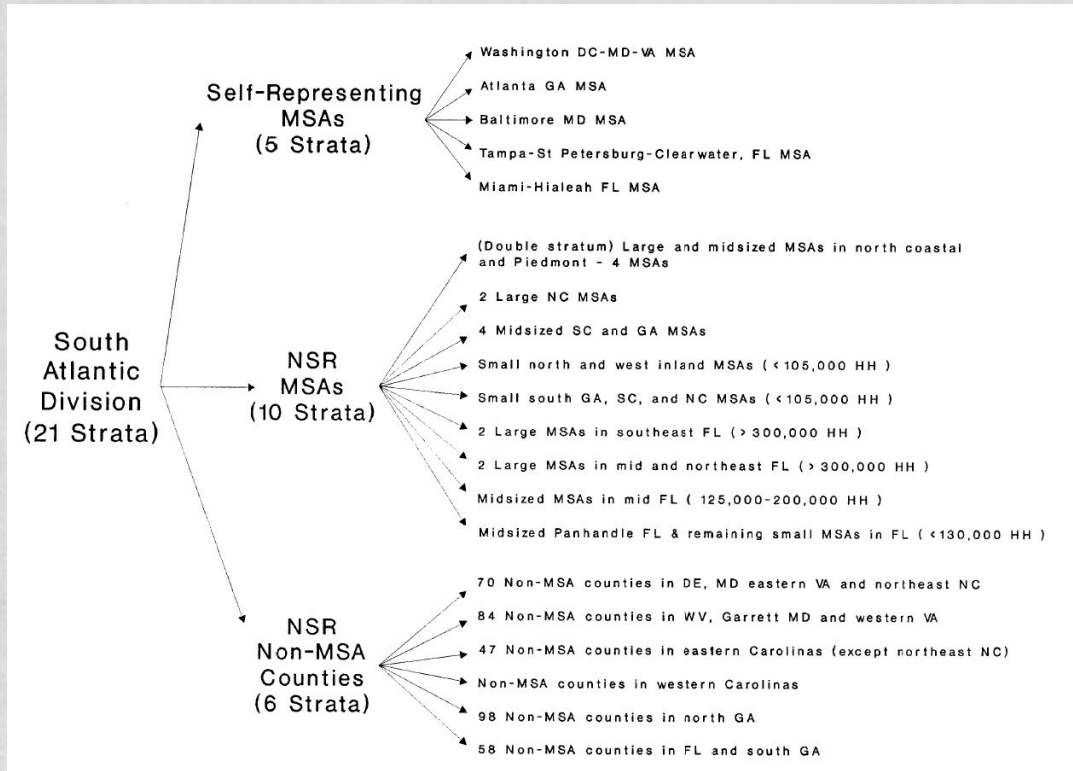 Washington DC-MD-VA MSA
Self-Representing
MSAs
(5 Strata)
Atlanta GA MSA
Baltimore MD MSA
Tampa-St Petersburg-Clearwater, FL MSA
Miami-Hialeah FL MSA
South
Atlantic
Division
(21 Strata)
NSR
MSAs
(10 Strata)
(Double stratum) Large and midsized MSAs in north coastal
and Piedmont - 4 MSAs
2 Large NC MSAs
4 Midsized SC and GA MSAs
Small north and west inland MSAs (<105,000 HH )
Small south GA, SC, and NC MSAs (<105,000 HH )
2 Large MSAs in southeast FL (> 300,000 HH )
2 Large MSAs in mid and northeast FL (> 300,000 HH )
Midsized MSAs in mid FL ( 125,000-200,000 HH )
Midsized Panhandle FL & remaining small MSAs in FL ( <130,000 HH )
NSR
Non-MSA
Counties
(6 Strata)
70 Non-MSA counties in DE, MD eastern VA and northeast NC
84 Non-MSA counties in WV, Garrett MD and western VA
47 Non-MSA counties in eastern Carolinas (except northeast NC)
Non-MSA counties in western Carolinas
98 Non-MSA counties in north GA
58 Non-MSA counties in FL and south GA